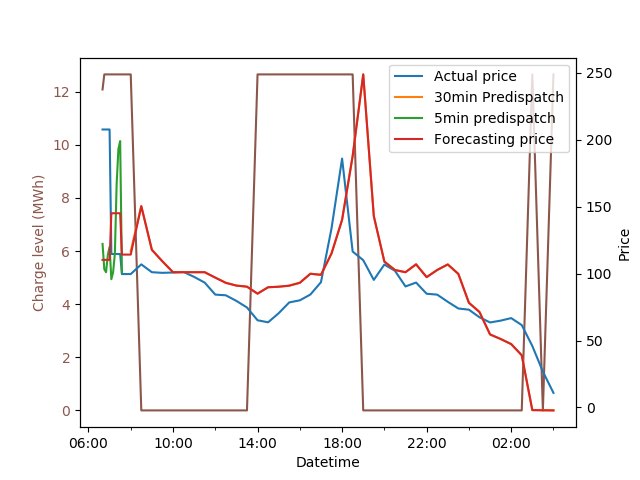 Actual price
30min Predispatch
5min predispatch
Forecasting price
Charge level (MWh)
12
10
8
6
4
2
0
250
200
150
100
50
0
Price
06:00 10:00 14:00 18:00 22:00 02:00
Datetime